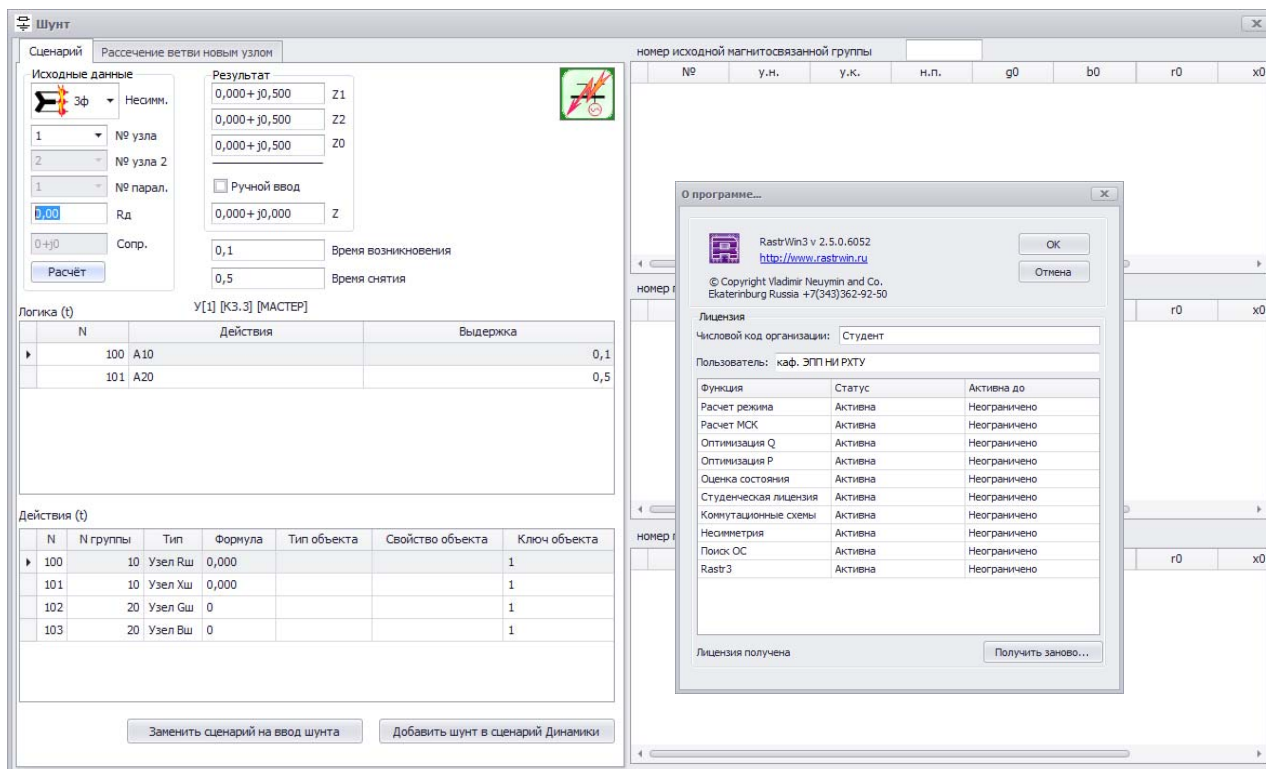 Шунт
Сценарий Рассечение ветви новым узлом
Исходные данные
3ф Несимм.
1 № узла
2 № узла 2
1 № парал.
0,00 Rд
0+j0 Сопр.
Расчёт
Результат
0,000+j0,500 Z1
0,000+j0,500 Z2
0,000+j0,500 Z0
Ручной ввод
0,000+j0,000 Z
0,1 Время возникновения
0,5 Время снятия
У[1] [КЗ.3] [МАСТЕР]
Логика (t)
N Действия Выдержка
100 A10 0,1
101 A20 0,5
Действия (t)
N N группы Тип Формула Тип объекта Свойство объекта Ключ объекта
100 10 Узел Rш 0,000 1
101 10 Узел Xш 0,000 1
102 20 Узел Gш 0 1
103 20 Узел Bш 0 1
Заменить сценарий на ввод шунта Добавить шунт в сценарий Динамики
номер исходной магнитосвязанной группы
№ у.н. у.к. н.п. g0 b0 r0 x0
номер
r0 x0
номер
r0 x0
О программе...
RastrWin3 v 2.5.0.6052
http://www.rastrwin.ru
© Copyright Vladimir Neuymin and Co.
Ekaterinburg Russia +7(343)362-92-50
OK
Отмена
Лицензия
Числовой код организации: Студент
Пользователь: каф. ЭПП НИ РХТУ
Функция Статус Активна до
Расчет режима Активна Неограничено
Расчет МСК Активна Неограничено
Оптимизация Q Активна Неограничено
Оптимизация P Активна Неограничено
Оценка состояния Активна Неограничено
Студенческая лицензия Активна Неограничено
Коммутационные схемы Активна Неограничено
Несимметрия Активна Неограничено
Поиск ОС Активна Неограничено
Rastr3 Активна Неограничено
Лицензия получена
Получить заново...